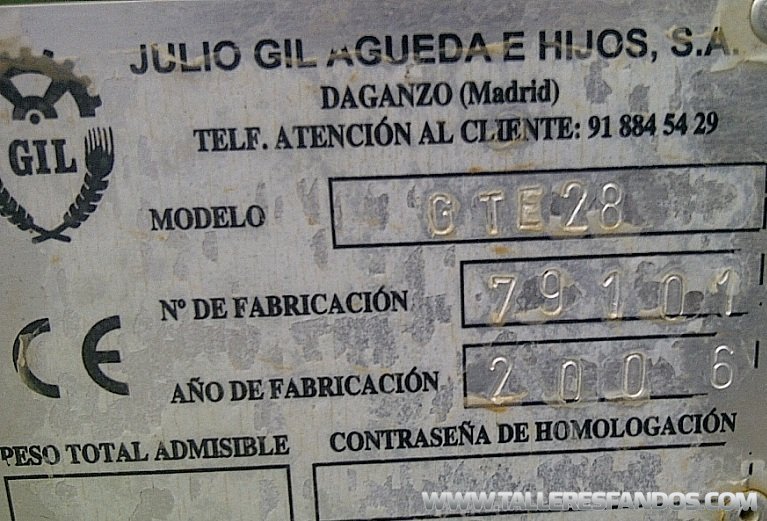 JULIO GIL AGUEDA E HIJOS, S.A.
DAGANZO (Madrid)
TELF. ATENCIÓN AL CLIENTE: 91 884 54 29
GIL
MODELO GTE28
Nº DE FABRICACIÓN 79101
CE
AÑO DE FABRICACIÓN 2006
PESO TOTAL ADMISIBLE CONTRASEÑA DE HOMOLOGACIÓN
WWW.TALLERESFANDOS.COM